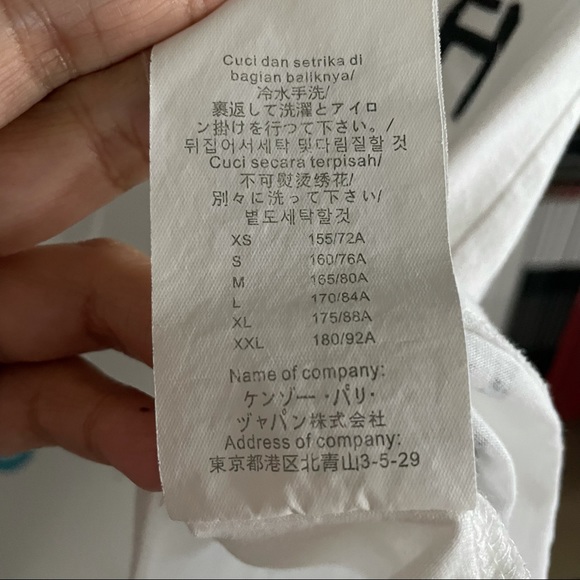 Cuci dan setrika di
bagian baliknya/
冷水手洗/
裹返して洗濯とアイロ
ン掛けを行つて下さい。/
뒤집어서세탁 및다림질할 것
Cuci secara terpisah/
不可熨烫绣花/
別々に洗って下さい/
볕도세탁할것
XS 155/72A
S 160/76A
M 165/80A
L 170/84A
XL 175/88A
XXL 180/92A
Name of company:
ケンゾー・パリ・
ヅャパン株式会社
Address of company:
東京都港区北青山3-5-29